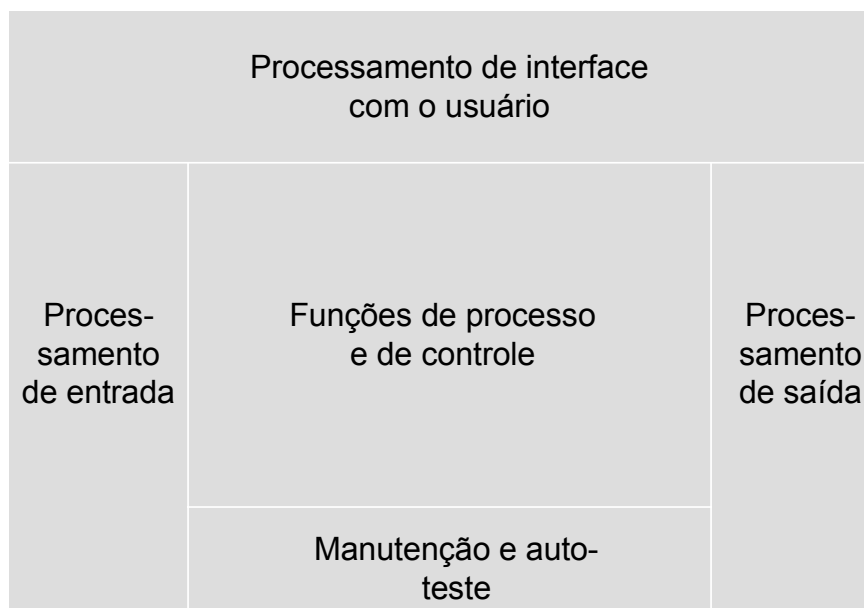 Processamento de interface
com o usuário
Proces-
samento
de entrada
Funções de processo
e de controle
Proces-
samento
de saída
Manutenção e auto-
teste